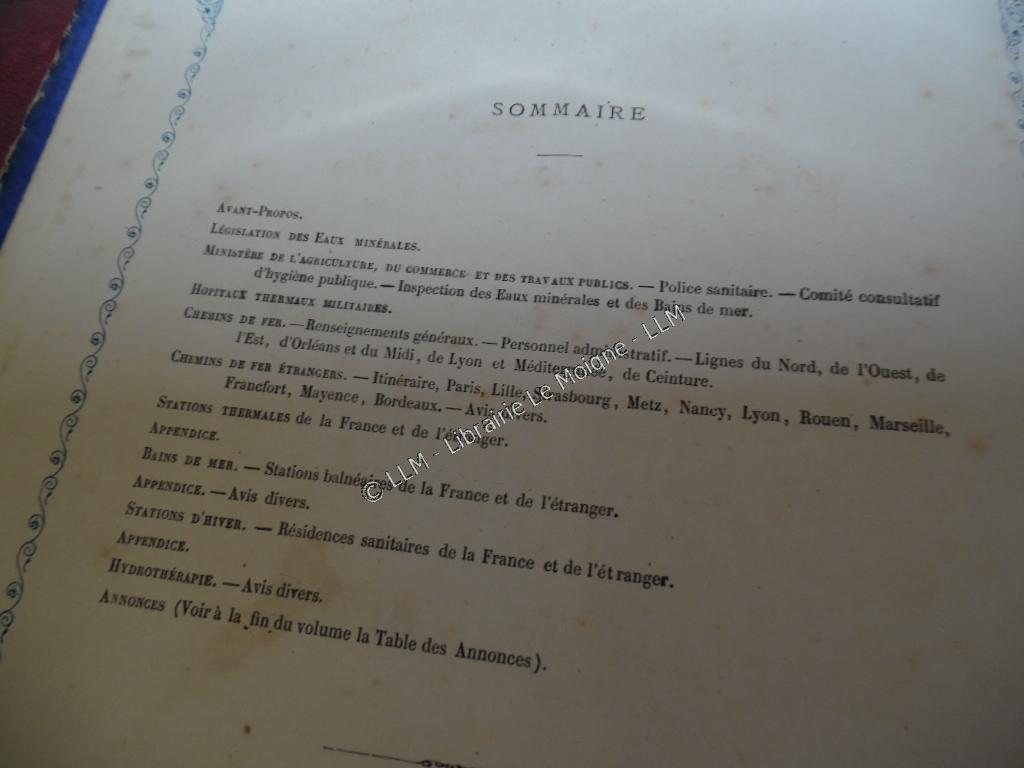 SOMMAIRE
AVANT-PROPOS.
LÉGISLATION DES EAUX MINÉRALES.
MINISTÈRE DE L'AGRICULTURE, DU COMMERCE ET DES TRAVAUX PUBLICS. — Police sanitaire. — Comité consultatif
d'hygiène publique. — Inspection des Eaux minérales et des Bains de mer.
HOPITAUX THERMAUX MILITAIRES.
CHEMINS DE FER. — Renseignements généraux. — Personnel administratif. — Lignes du Nord, de l'Ouest, de
l'Est, d'Orléans et du Midi, de Lyon et Méditerranée, de Ceinture.
CHEMINS DE FER ÉTRANGERS. — Itinéraire, Paris, Lille, Strasbourg, Metz, Nancy, Lyon, Rouen, Marseille,
Francfort, Mayence, Bordeaux. — Avis divers.
STATIONS THERMALES de la France et de l'étranger.
APPENDICE.
BAINS DE MER. — Stations balnéaires de la France et de l'étranger.
APPENDICE. — Avis divers.
STATIONS D'HIVER. — Résidences sanitaires de la France et de l'étranger.
APPENDICE.
HYDROTHÉRAPIE. — Avis divers.
ANNONCES (Voir à la fin du volume la Table des Annonces).
© LLM - Librairie Le Moigne - LLM